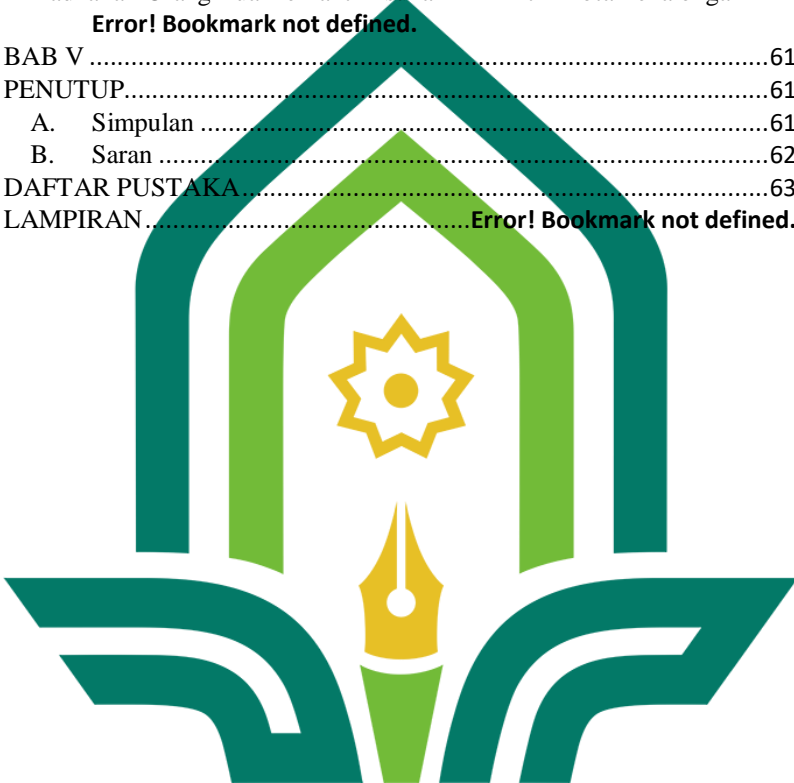 Error! Bookmark not defined.
BAB V ........................................................................................61
PENUTUP..................................................................................61
A. Simpulan ..........................................................................61
B. Saran .................................................................................62
DAFTAR PUSTAKA.................................................................63
LAMPIRAN.........................................Error! Bookmark not defined.